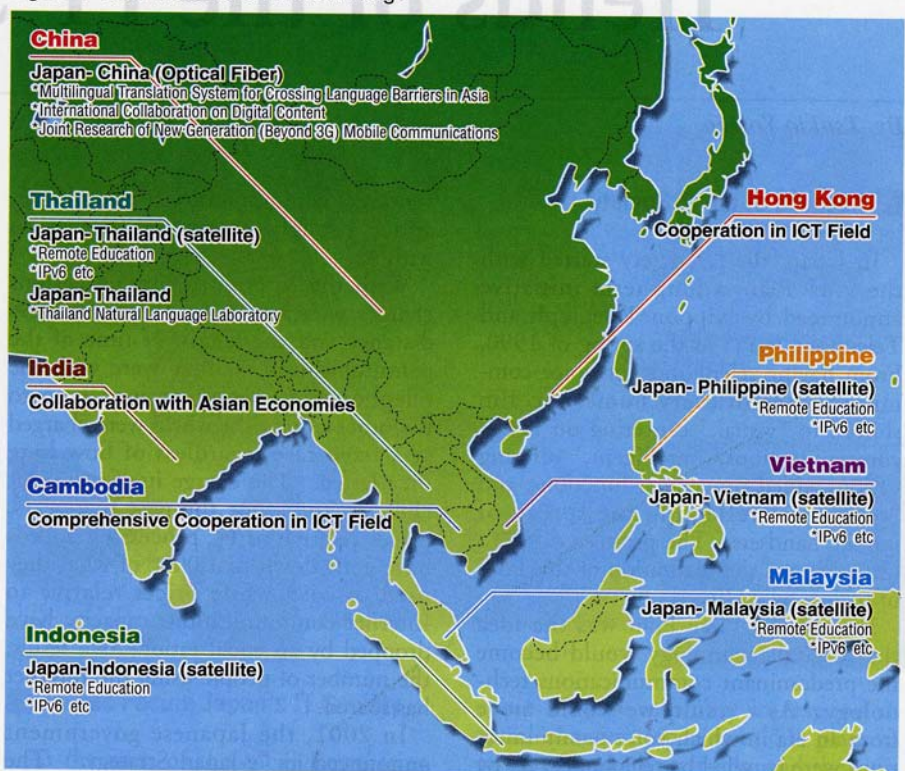 China
Japan- China (Optical Fiber)
*Multilingual Translation System for Crossing Language Barriers in Asia
*International Collaboration on Digital Content
*Joint Research of New Generation (Beyond 3G) Mobile Communications
Thailand
Japan- Thailand (satellite)
*Remote Education
*IPv6 etc
Japan- Thailand
*Thailand Natural Language Laboratory
India
Collaboration with Asian Economies
Cambodia
Comprehensive Cooperation in ICT Field
Indonesia
Japan-Indonesia (satellite)
*Remote Education
*IPv6 etc
Hong Kong
Cooperation in ICT Field
Philippine
Japan- Philippine (satellite)
*Remote Education
*IPv6 etc
Vietnam
Japan- Vietnam (satellite)
*Remote Education
*IPv6 etc
Malaysia
Japan- Malaysia (satellite)
*Remote Education
*IPv6 etc